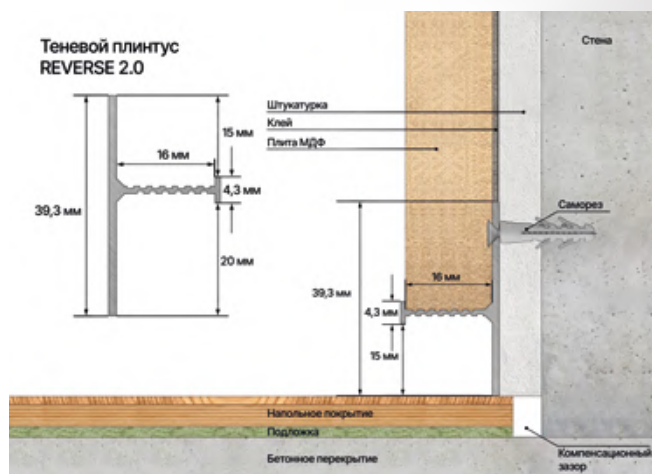 Теневой плинтус
REVERSE 2.0
39,3 мм
16 мм
15 мм
4,3 мм
20 мм
Штукатурка
Клей
Плита МДФ
Стена
Саморез
39,3 мм
16 мм
4,3 мм
15 мм
Напольное покрытие
Подложка
Бетонное перекрытие
Компенсационный
зазор